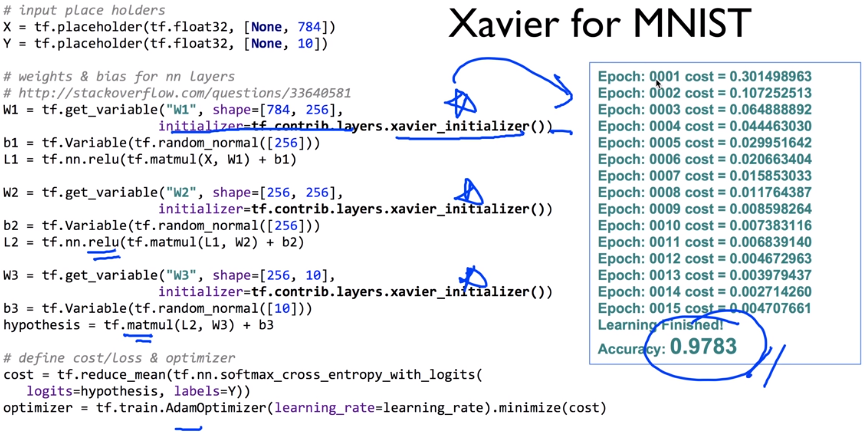 Xavier for MNIST
# input place holders
X = tf.placeholder(tf.float32, [None, 784])
Y = tf.placeholder(tf.float32, [None, 10])
# weights & bias for nn layers
# http://stackoverflow.com/questions/33640581
W1 = tf.get_variable("W1", shape=[784, 256],
initializer=tf.contrib.layers.xavier_initializer())
b1 = tf.Variable(tf.random_normal([256]))
L1 = tf.nn.relu(tf.matmul(X, W1) + b1)
W2 = tf.get_variable("W2", shape=[256, 256],
initializer=tf.contrib.layers.xavier_initializer())
b2 = tf.Variable(tf.random_normal([256]))
L2 = tf.nn.relu(tf.matmul(L1, W2) + b2)
W3 = tf.get_variable("W3", shape=[256, 10],
initializer=tf.contrib.layers.xavier_initializer())
b3 = tf.Variable(tf.random_normal([10]))
hypothesis = tf.matmul(L2, W3) + b3
# define cost/Loss & optimizer
cost = tf.reduce_mean(tf.nn.softmax_cross_entropy_with_logits(
logits=hypothesis, labels=Y))
optimizer = tf.train.AdamOptimizer(learning_rate=learning_rate).minimize(cost)
Epoch: 0001 cost = 0.301498963
Epoch: 0002 cost = 0.107252513
Epoch: 0003 cost = 0.064888892
Epoch: 0004 cost = 0.044463030
Epoch: 0005 cost = 0.029951642
Epoch: 0006 cost = 0.020663404
Epoch: 0007 cost = 0.015853033
Epoch: 0008 cost = 0.011764387
Epoch: 0009 cost = 0.008598264
Epoch: 0010 cost = 0.007383116
Epoch: 0011 cost = 0.006839140
Epoch: 0012 cost = 0.004672963
Epoch: 0013 cost = 0.003979437
Epoch: 0014 cost = 0.002714260
Epoch: 0015 cost = 0.004707661
Learning Finished!
Accuracy: 0.9783